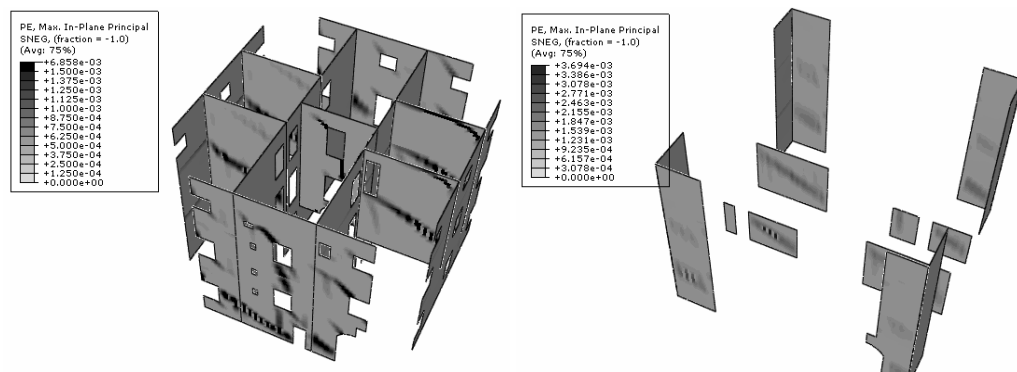 PE, Max. In-Plane Principal
SNEG, (fraction = -1.0)
(Avg: 75%)
+6.858e-03
+1.500e-03
+1.375e-03
+1.250e-03
+1.125e-03
+1.000e-03
+8.750e-04
+7.500e-04
+6.250e-04
+5.000e-04
+3.750e-04
+2.500e-04
+1.250e-04
+0.000e+00
PE, Max. In-Plane Principal
SNEG, (fraction = -1.0)
(Avg: 75%)
+3.694e-03
+3.386e-03
+3.078e-03
+2.771e-03
+2.463e-03
+2.155e-03
+1.847e-03
+1.539e-03
+1.231e-03
+9.235e-04
+6.157e-04
+3.078e-04
+0.000e+00